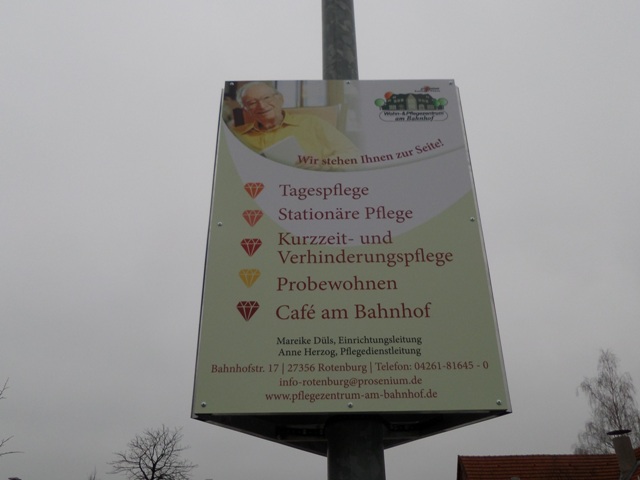 Wohn- & Pflegezentrum
am Bahnhof
Wir stehen Ihnen zur Seite!
Tagespflege
Stationäre Pflege
Kurzzeit- und
Verhinderungspflege
Probewohnen
Café am Bahnhof
Mareike Düls, Einrichtungsleitung
Anne Herzog, Pflegedienstleitung
Bahnhofstr. 17 | 27356 Rotenburg | Telefon: 04261-81645 - 0
info-rotenburg@prosenium.de
www.pflegezentrum-am-bahnhof.de